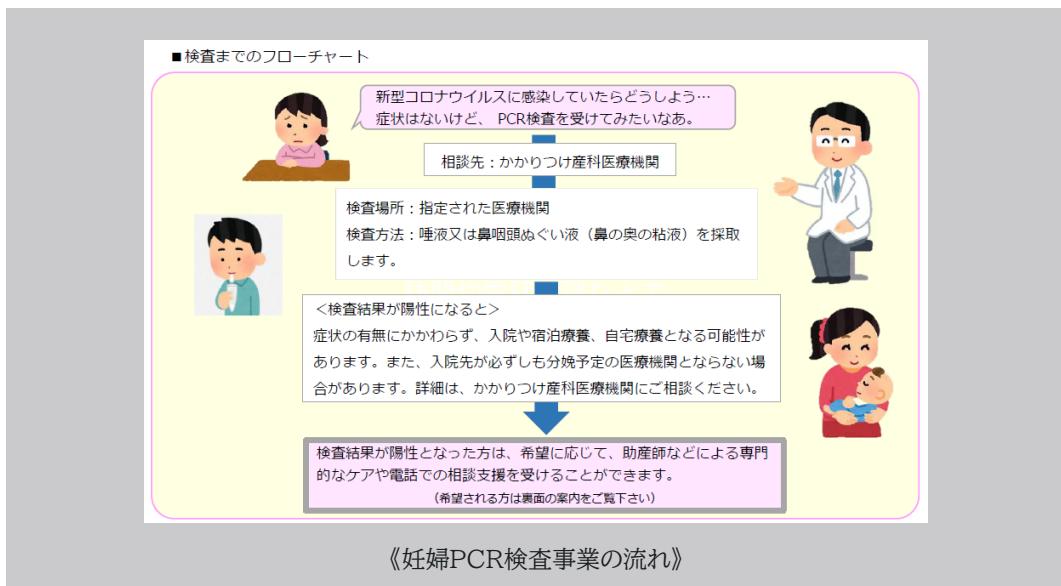 ■検査までのフローチャート
新型コロナウイルスに感染していたらどうしよう…
症状はないけど、 PCR検査を受けてみたいなあ。
相談先：かかりつけ産科医療機関
検査場所：指定された医療機関
検査方法：唾液又は鼻咽頭ぬぐい液（鼻の奥の粘液）を採取
します。
＜検査結果が陽性になると＞
症状の有無にかかわらず、入院や宿泊療養、自宅療養となる可能性が
あります。また、入院先が必ずしも分娩予定の医療機関とならない場
合があります。詳細は、かかりつけ産科医療機関にご相談ください。
検査結果が陽性となった方は、希望に応じて、助産師などによる専門
的なケアや電話での相談支援を受けることができます。
（希望される方は裏面の案内をご覧下さい）
《妊婦PCR検査事業の流れ》